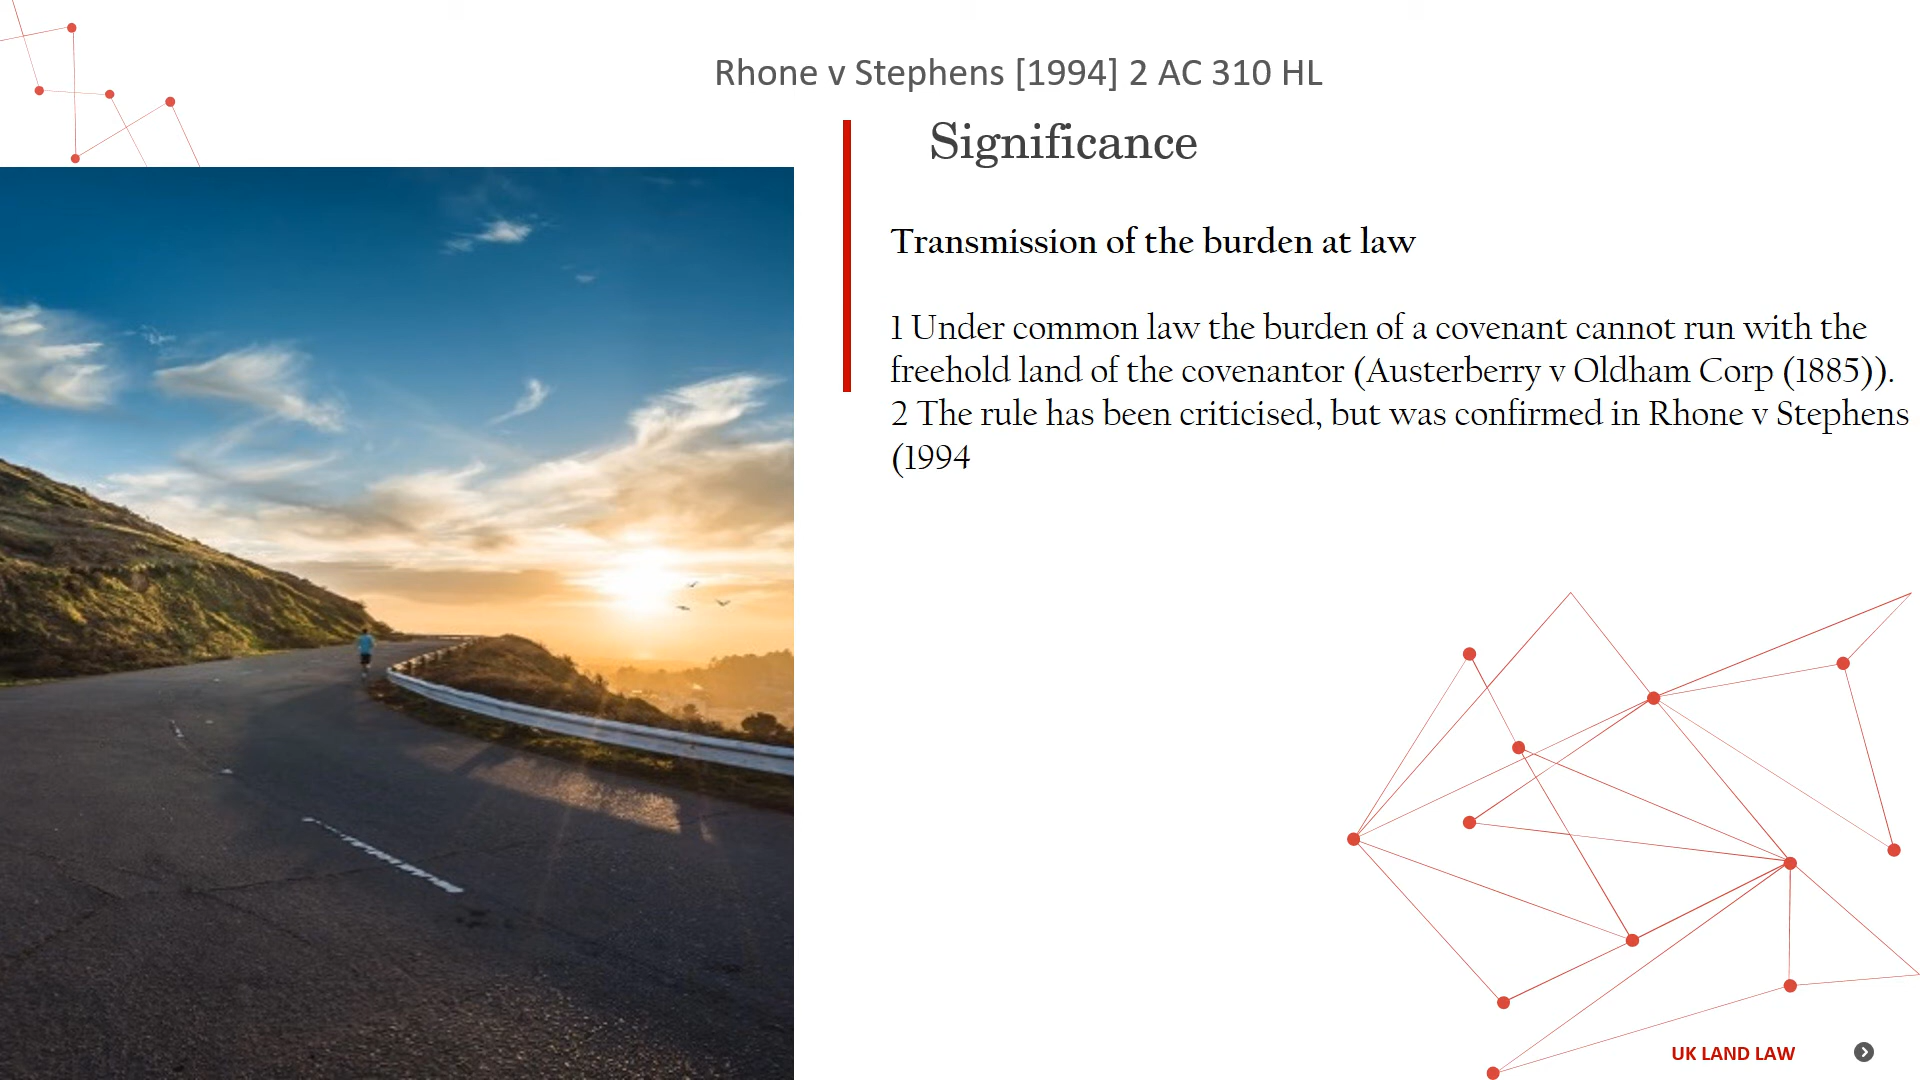 Rhone v Stephens [1994] 2 AC 310 HL
Significance
Transmission of the burden at law
1 Under common law the burden of a covenant cannot run with the
freehold land of the covenantor (Austerberry v Oldham Corp (1885)).
2 The rule has been criticised, but was confirmed in Rhone v Stephens
(1994
UK LAND LAW